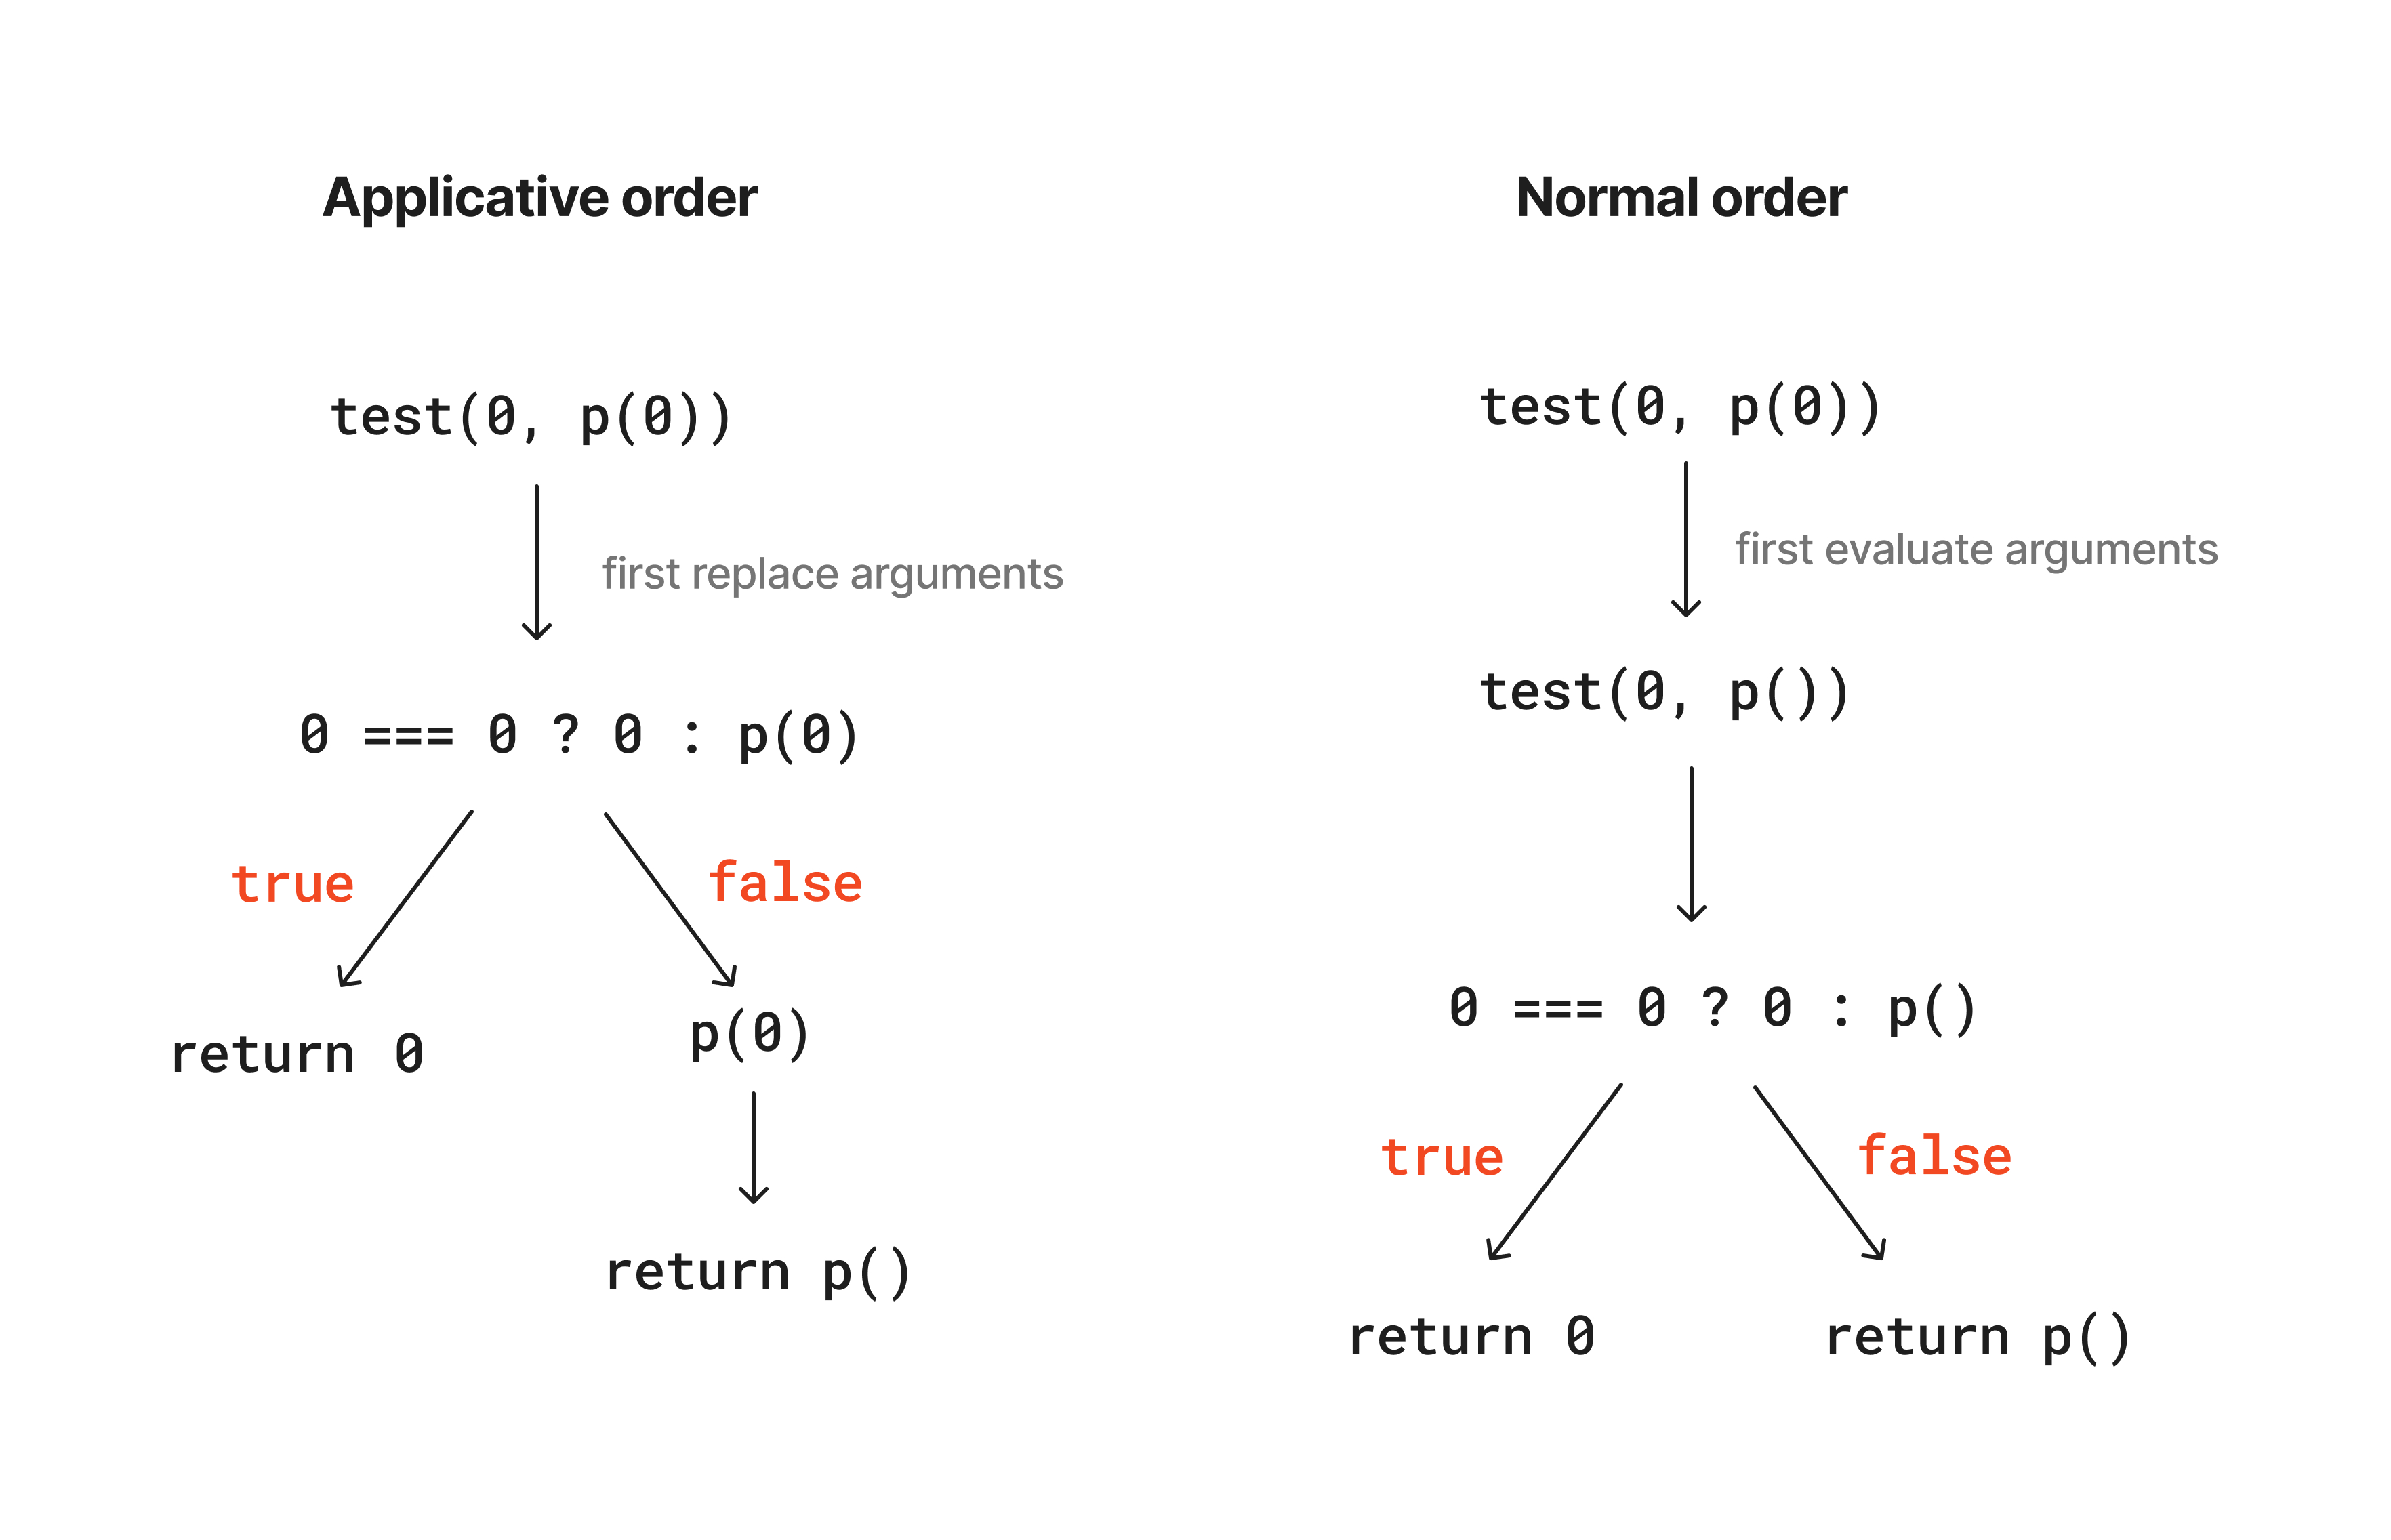 Applicative order
test(0, p(0))
first replace arguments
0 === 0 ? 0 : p(0)
true
false
return 0
p(0)
return p()
Normal order
test(0, p(0))
first evaluate arguments
test(0, p())
0 === 0 ? 0 : p()
true
false
return 0
return p()